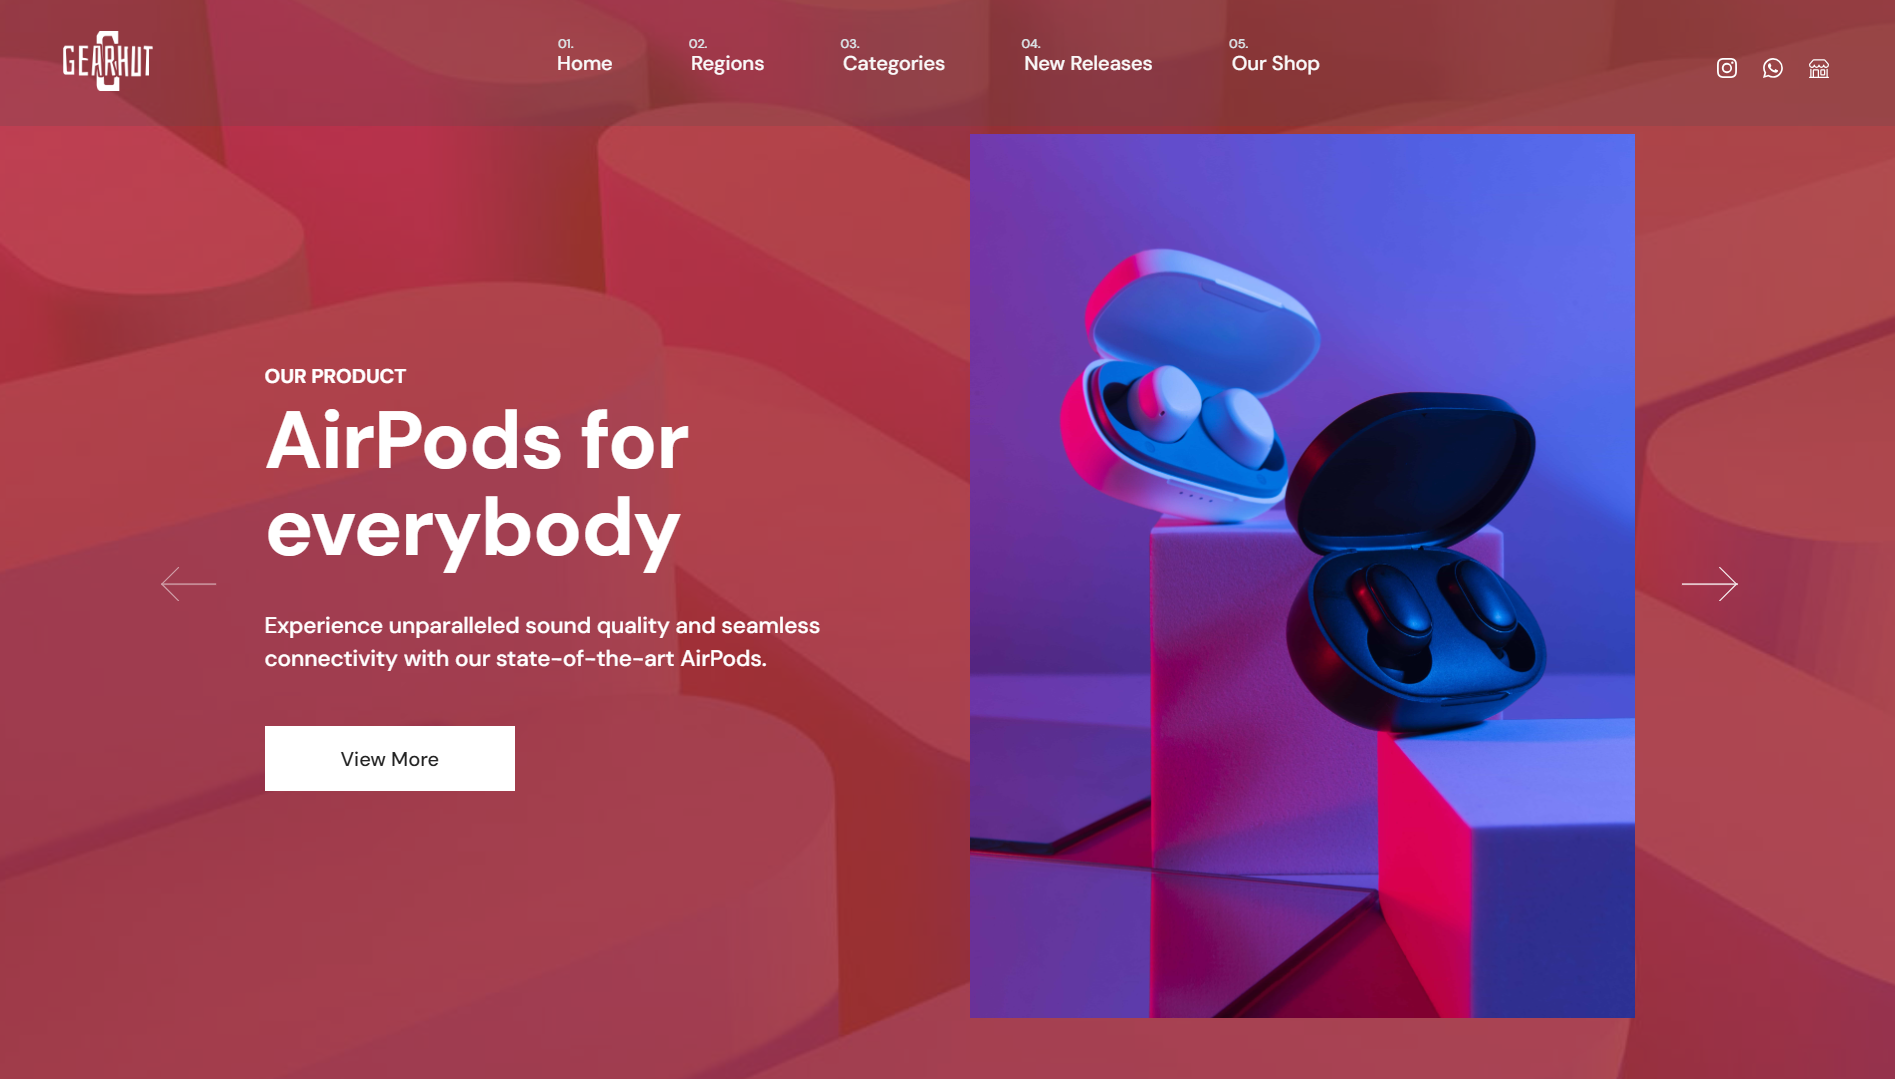 GEARHUT
01.
Home
02.
Regions
03.
Categories
04.
New Releases
05.
Our Shop
OUR PRODUCT
AirPods for
everybody
Experience unparalleled sound quality and seamless
connectivity with our state-of-the-art AirPods.
View More